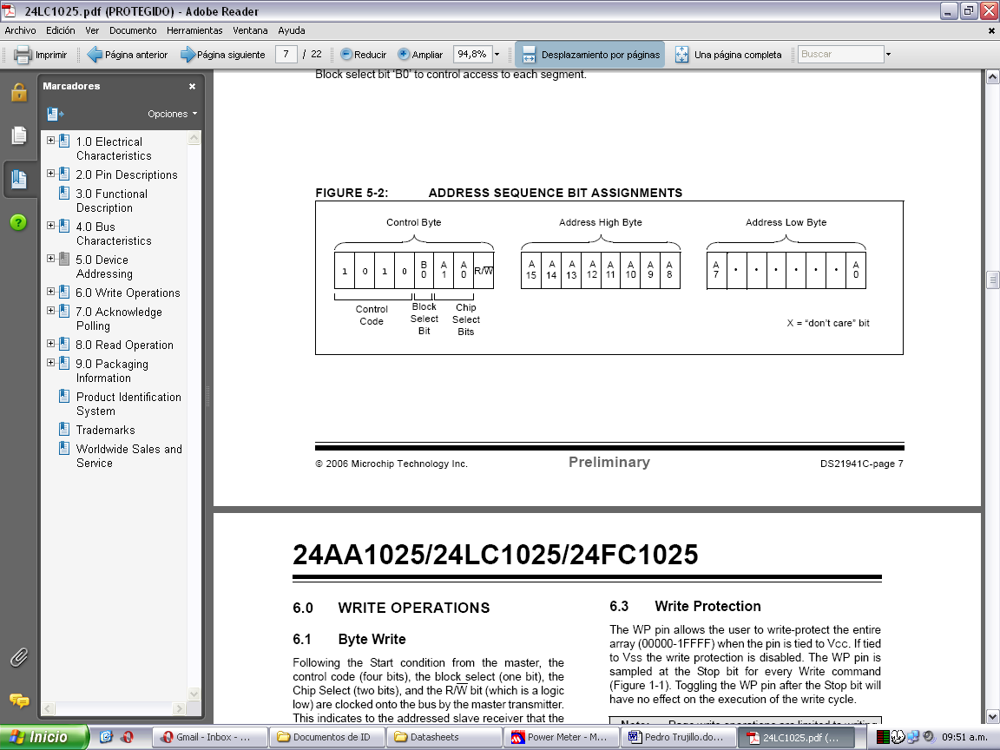 24LC1025.pdf (PROTEGIDO) - Adobe Reader
Archivo Edición Ver Documento Herramientas Ventana Ayuda
Imprimir Página anterior Página siguiente 7 / 22 Reducir Ampliar 94,8% Desplazamiento por páginas Una página completa Buscar
Marcadores
Opciones
1.0 Electrical
Characteristics
2.0 Pin Descriptions
3.0 Functional
Description
4.0 Bus
Characteristics
5.0 Device
Addressing
6.0 Write Operations
7.0 Acknowledge
Polling
8.0 Read Operation
9.0 Packaging
Information
Product Identification
System
Trademarks
Worldwide Sales and
Service
Block select bit 'B0' to control access to each segment.
FIGURE 5-2: ADDRESS SEQUENCE BIT ASSIGNMENTS
Control Byte Address High Byte Address Low Byte
1 0 1 0 B0 A1 A0 R/W A15 A14 A13 A12 A11 A10 A9 A8 A7 • • • • • • A0
Control
Code
Block
Select
Bit
Chip
Select
Bits
X = "don't care" bit
© 2006 Microchip Technology Inc. Preliminary DS21941C-page 7
24AA1025/24LC1025/24FC1025
6.0 WRITE OPERATIONS
6.1 Byte Write
Following the Start condition from the master, the
control code (four bits), the block select (one bit), the
Chip Select (two bits), and the R/W bit (which is a logic
low) are clocked onto the bus by the master transmitter.
This indicates to the addressed slave receiver that the
6.3 Write Protection
The WP pin allows the user to write-protect the entire
array (00000-1FFFF) when the pin is tied to Vcc. If tied
to Vss the write protection is disabled. The WP pin is
sampled at the Stop bit for every Write command
(Figure 1-1). Toggling the WP pin after the Stop bit will
have no effect on the execution of the write cycle.
Note: Page write operations are limited to writing
Inicio Gmail - Inbox - ... Documentos de ID Datasheets Power Meter - M... Pedro Trujillo.do... 24LC1025.pdf (... 09:51 a.m.